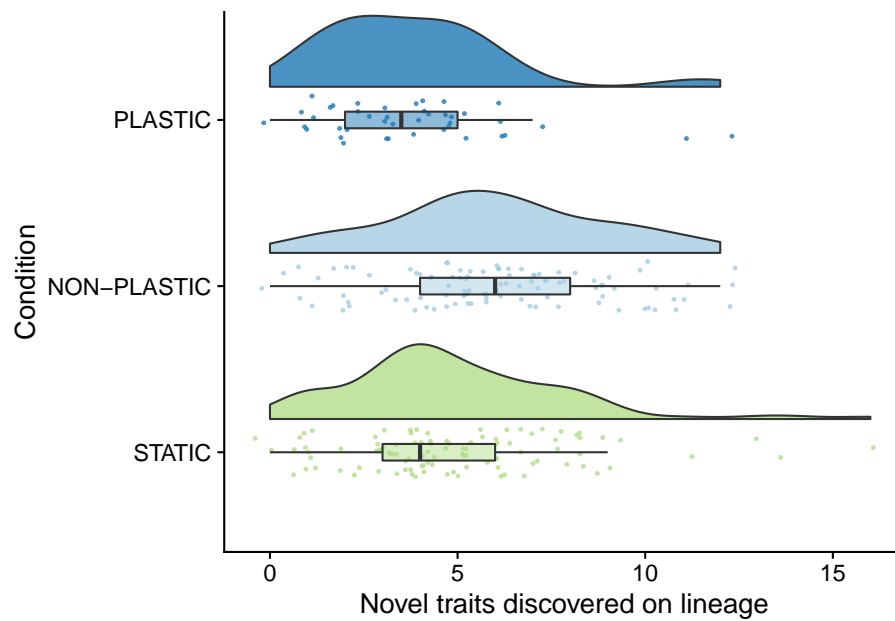 Condition
PLASTIC
NON−PLASTIC
STATIC
0 5 10 15
Novel traits discovered on lineage